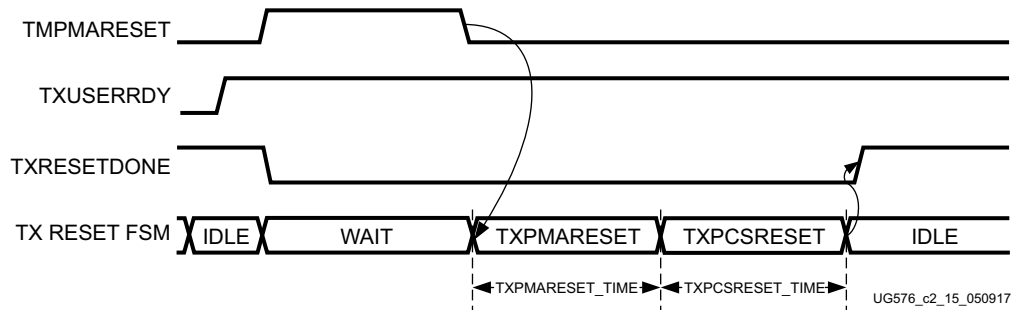 TMPMARESET
TXUSERRDY
TXRESETDONE
TX RESET FSM IDLE WAIT TXPMARESET TXPCSRESET IDLE
TXPMARESET_TIME TXPCSRESET_TIME
UG576_c2_15_050917